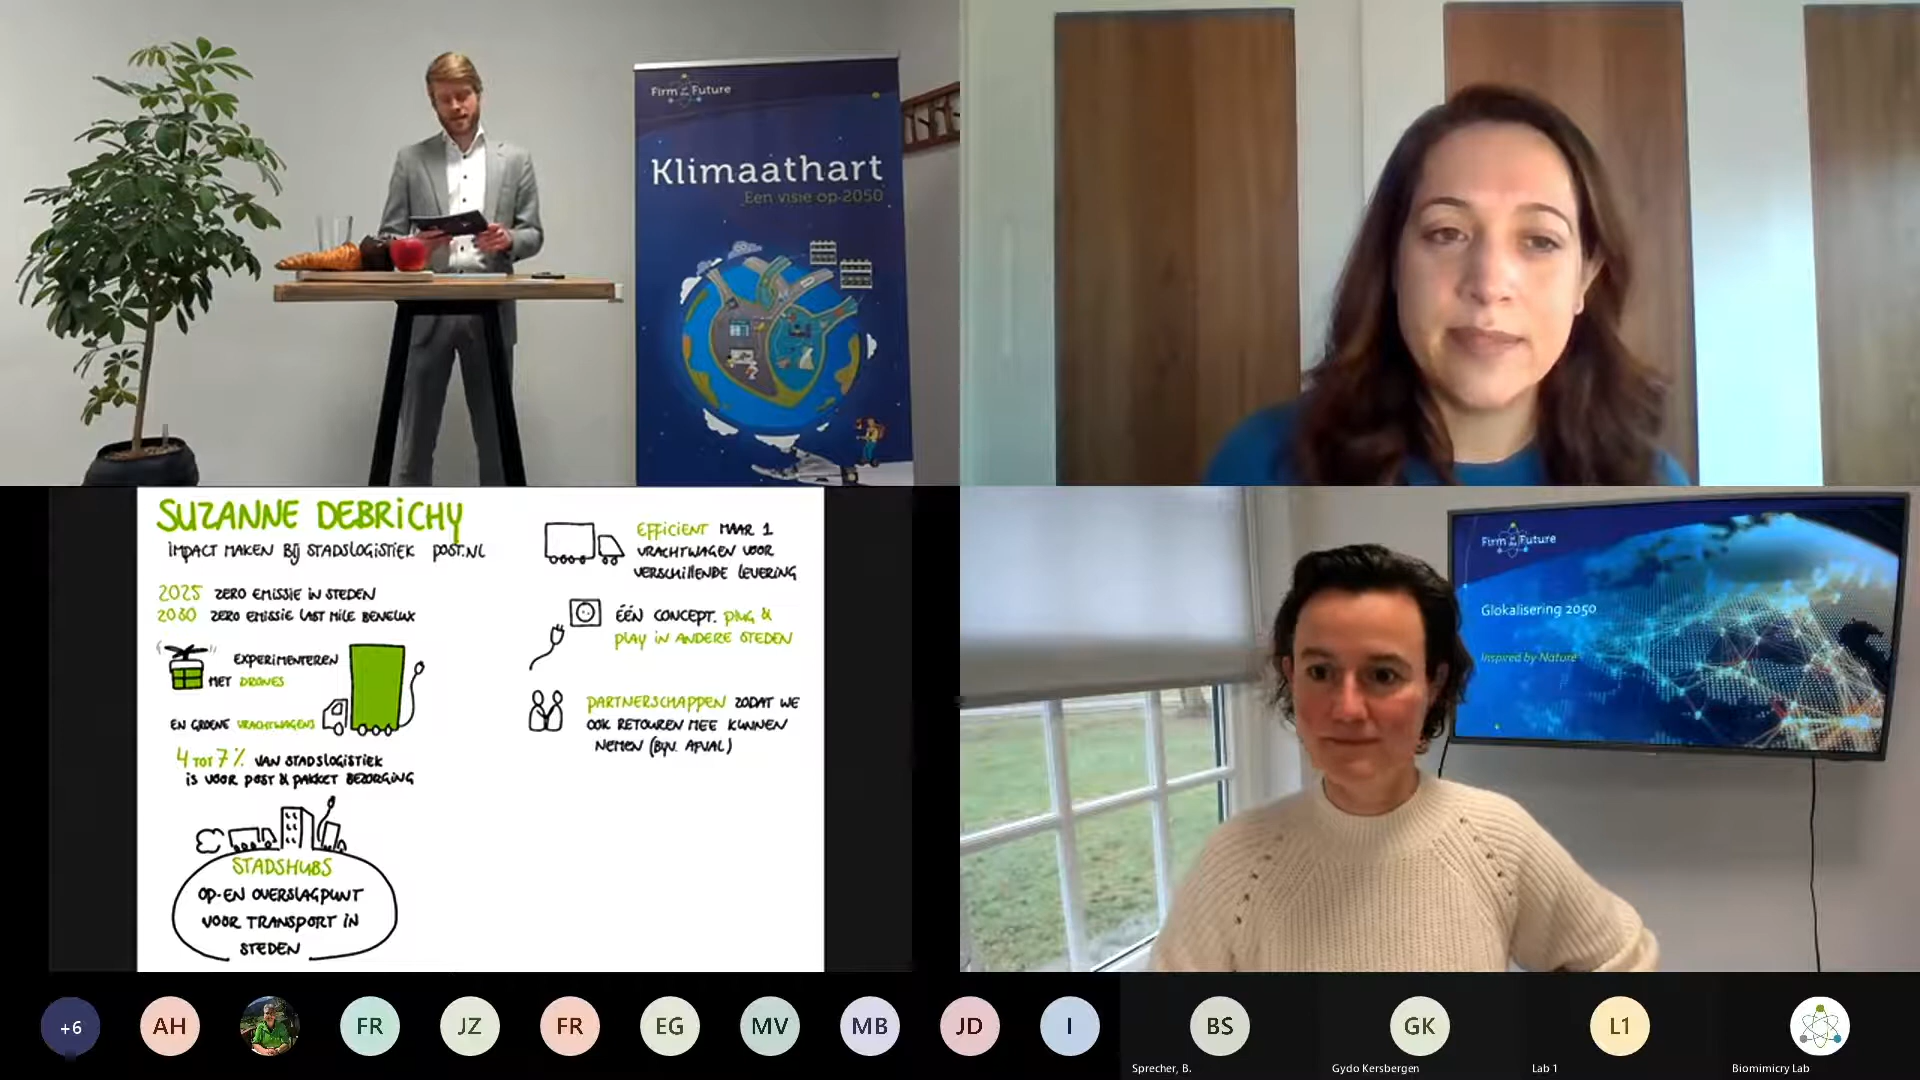 Firm of the Future
Klimaathart
Een visie op 2050
SUZANNE DEBRICHY
IMPACT MAKEN BIJ STADSLOGISTIEK POST.NL
2025 ZERO EMISSIE IN STEDEN
2030 ZERO EMISSIE LAST MILE BENELUX
EXPERIMENTEREN
MET DRONES
EN GROENE VRACHTWAGENS
4 TOT 7% VAN STADSLOGISTIEK
IS VOOR POST & PAKKET BEZORGING
STADSHUBS
OP-EN OVERSLAGPUNT
VOOR TRANSPORT IN
STEDEN
EFFICIENT MAAR 1
VRACHTWAGEN VOOR
VERSCHILLENDE LEVERING
ÉÉN CONCEPT. PLUG &
PLAY IN ANDERE STEDEN
PARTNERSCHAPPEN ZODAT WE
OOK RETOUREN MEE KUNNEN
NEMEN (BIJV. AFVAL)
Firm of the Future
Glokalisering 2050
Inspired by Nature
+6
AH
FR
JZ
FR
EG
MV
MB
JD
I
BS
GK
L1
Sprecher, B.
Gydo Kersbergen
Lab 1
Biomimicry Lab